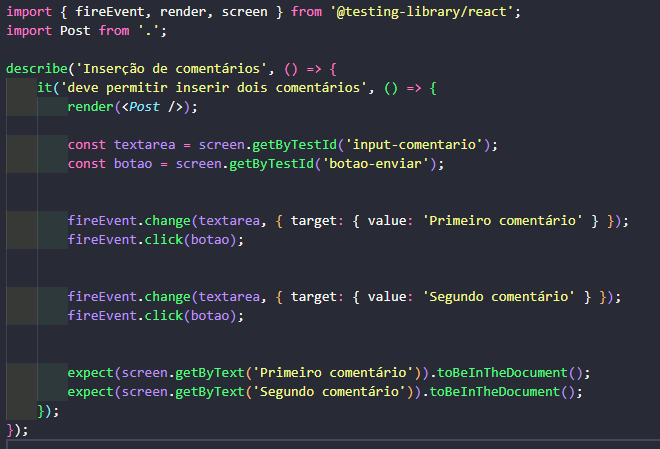 import { fireEvent, render, screen } from '@testing-library/react';
import Post from '.';
describe('Inserção de comentários', () => {
it('deve permitir inserir dois comentários', () => {
render(<Post />);
const textarea = screen.getByTestId('input-comentario');
const botao = screen.getByTestId('botao-enviar');
fireEvent.change(textarea, { target: { value: 'Primeiro comentário' } });
fireEvent.click(botao);
fireEvent.change(textarea, { target: { value: 'Segundo comentário' } });
fireEvent.click(botao);
expect(screen.getByText('Primeiro comentário')).toBeInTheDocument();
expect(screen.getByText('Segundo comentário')).toBeInTheDocument();
});
});